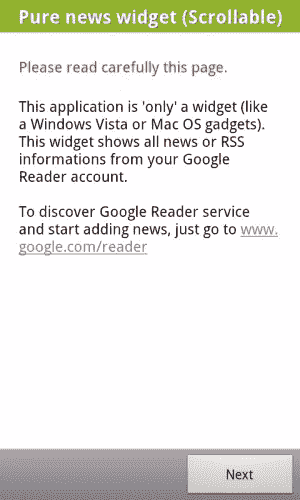 Pure news widget (Scrollable)
Please read carefully this page.
This application is 'only' a widget (like
a Windows Vista or Mac OS gadgets).
This widget shows all news or RSS
informations from your Google
Reader account.
To discover Google Reader service
and start adding news, just go to www.
google.com/reader
Next